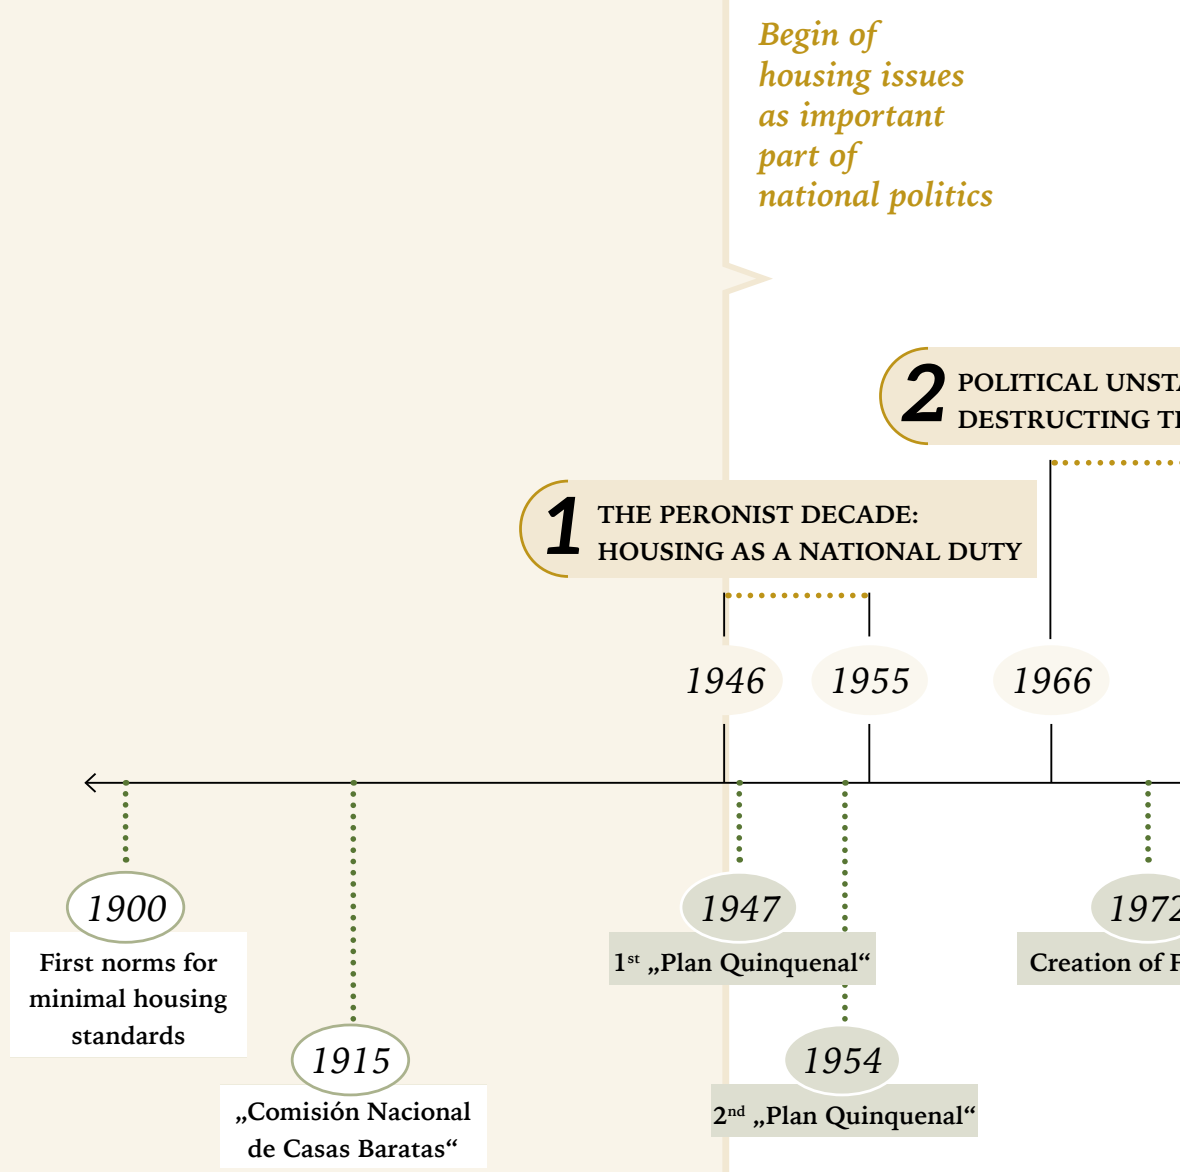 Begin of
housing issues
as important
part of
national politics
2
POLITICAL
DESTRUCTING
1
THE PERONIST DECADE:
HOUSING AS A NATIONAL DUTY
1946
1955
1966
1900
First norms for
minimal housing
standards
1915
„Comisión Nacional
de Casas Baratas“
1947
1st „Plan Quinquenal“
1954
2nd „Plan Quinquenal“
1972
Creation of